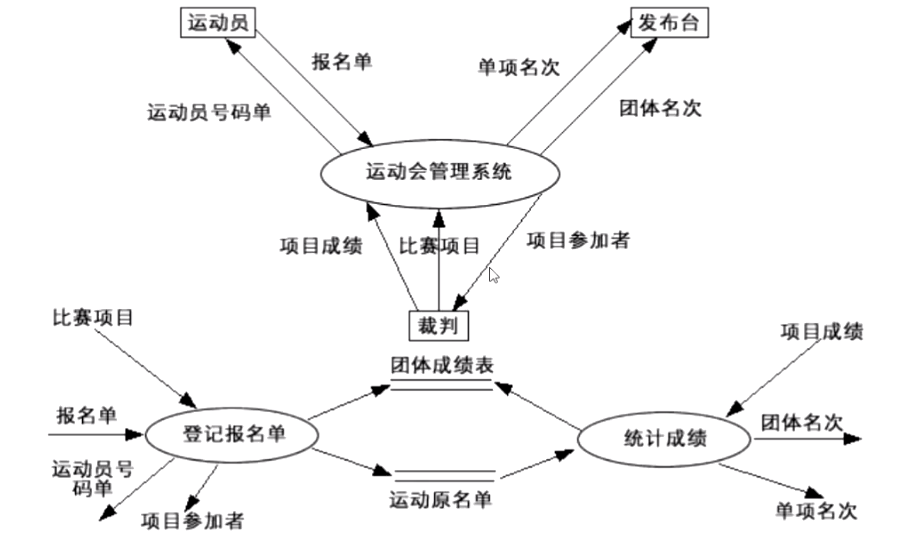 运动员
发布台
报名单
单项名次
运动员号码单
团体名次
运动会管理系统
项目成绩
比赛项目
项目参加者
裁判
比赛项目
项目成绩
团体成绩表
报名单
登记报名单
统计成绩
团体名次
运动员号
码单
运动原名单
项目参加者
单项名次